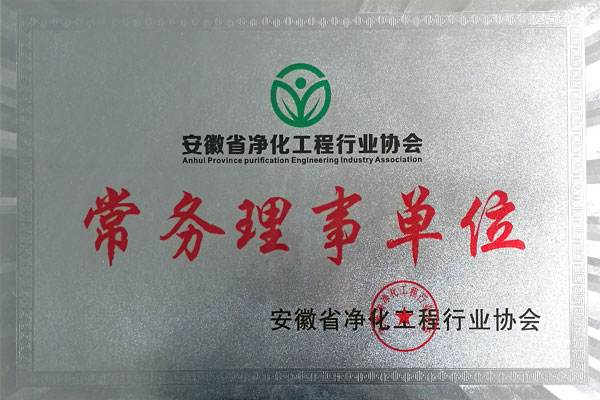 安徽省净化工程行业协会
Anhui Province purification Engineering Industry Association
常务理事单位
安徽省净化工程行业协会